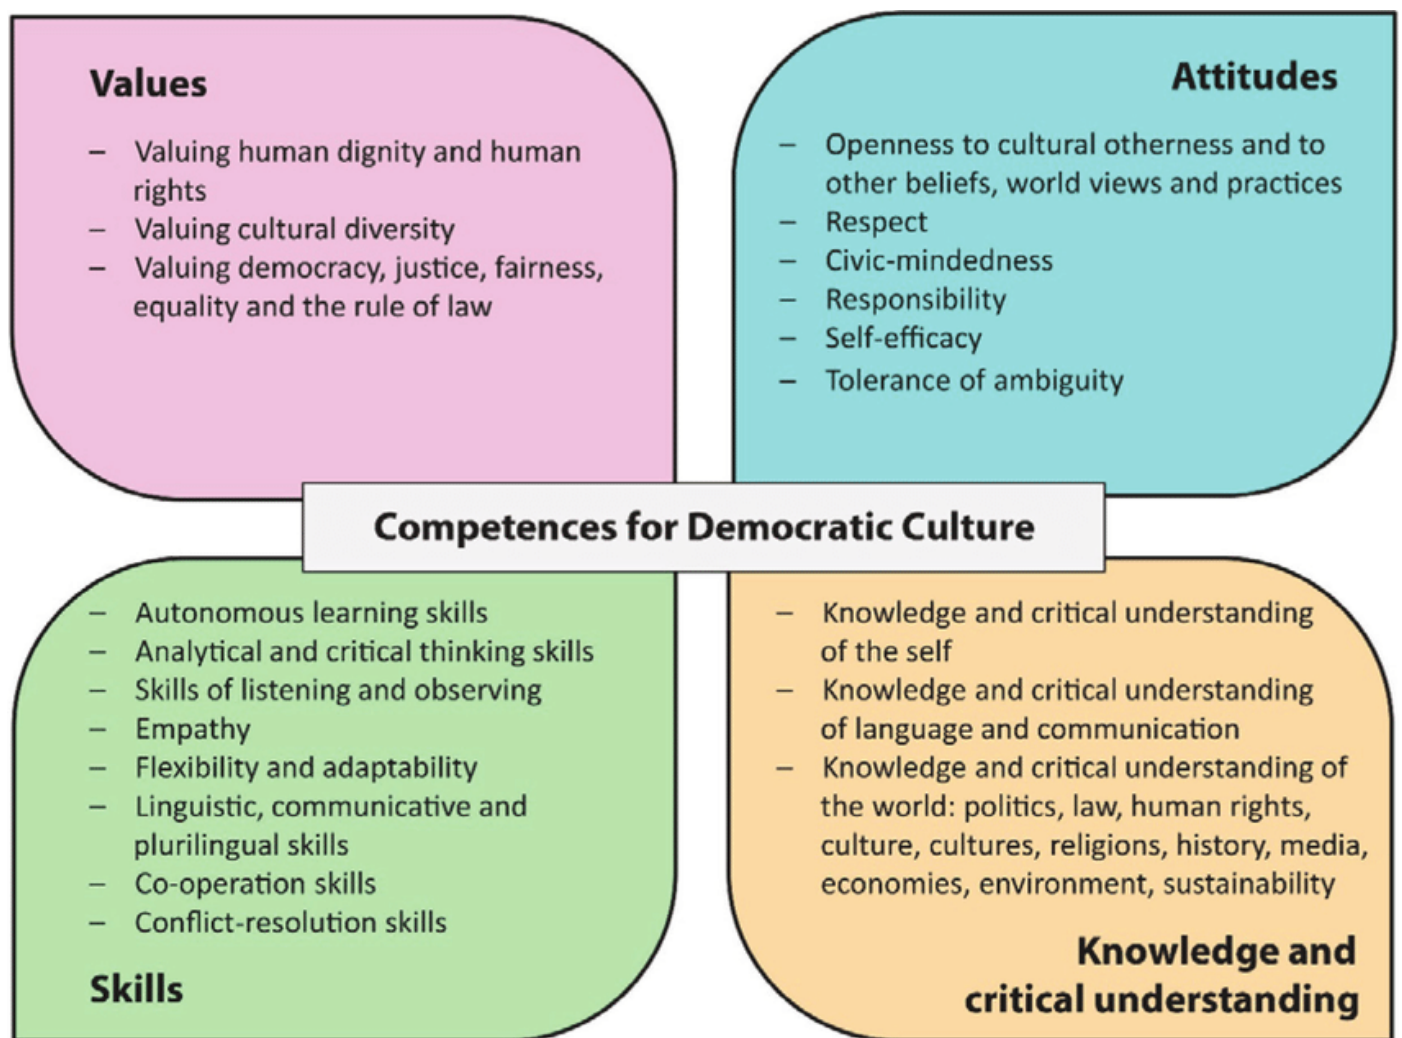 Values
– Valuing human dignity and human
rights
– Valuing cultural diversity
– Valuing democracy, justice, fairness,
equality and the rule of law
Attitudes
– Openness to cultural otherness and to
other beliefs, world views and practices
– Respect
– Civic-mindedness
– Responsibility
– Self-efficacy
– Tolerance of ambiguity
Competences for Democratic Culture
– Autonomous learning skills
– Analytical and critical thinking skills
– Skills of listening and observing
– Empathy
– Flexibility and adaptability
– Linguistic, communicative and
plurilingual skills
– Co-operation skills
– Conflict-resolution skills
Skills
– Knowledge and critical understanding
of the self
– Knowledge and critical understanding
of language and communication
– Knowledge and critical understanding of
the world: politics, law, human rights,
culture, cultures, religions, history, media,
economies, environment, sustainability
Knowledge and
critical understanding